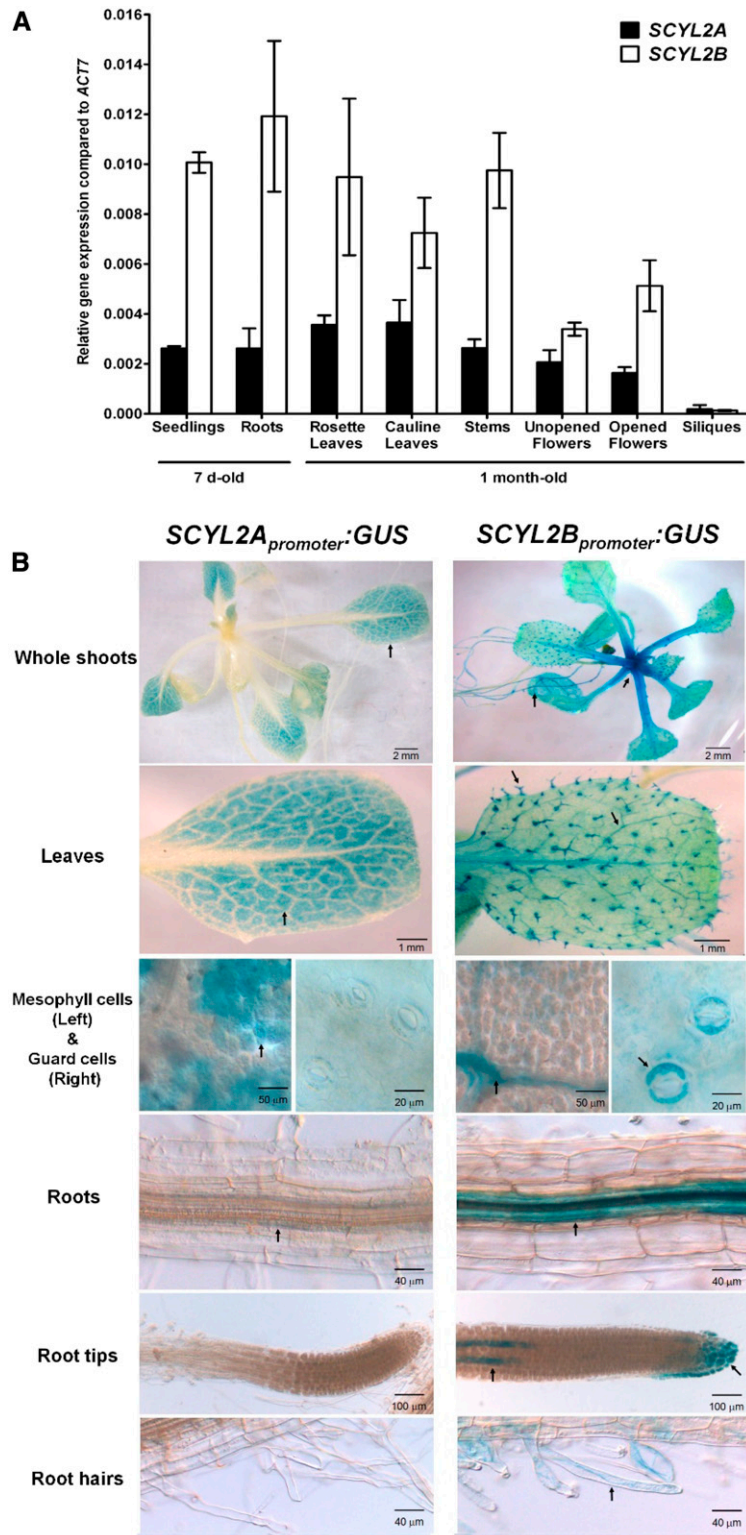 A
SCYL2A
SCYL2B
Relative gene expression compared to ACT7
0.016
0.014
0.012
0.010
0.008
0.006
0.004
0.002
0.000
Seedlings
Roots
Rosette
Leaves
Cauline
Leaves
Stems
Unopened
Flowers
Opened
Flowers
Siliques
7 d-old
1 month-old
B
SCYL2Apromoter:GUS
SCYL2Bpromoter:GUS
Whole shoots
2 mm
2 mm
Leaves
1 mm
1 mm
Mesophyll cells
(Left)
&
Guard cells
(Right)
50 µm
20 µm
50 µm
20 µm
Roots
40 µm
40 µm
Root tips
100 µm
100 µm
Root hairs
40 µm
40 µm